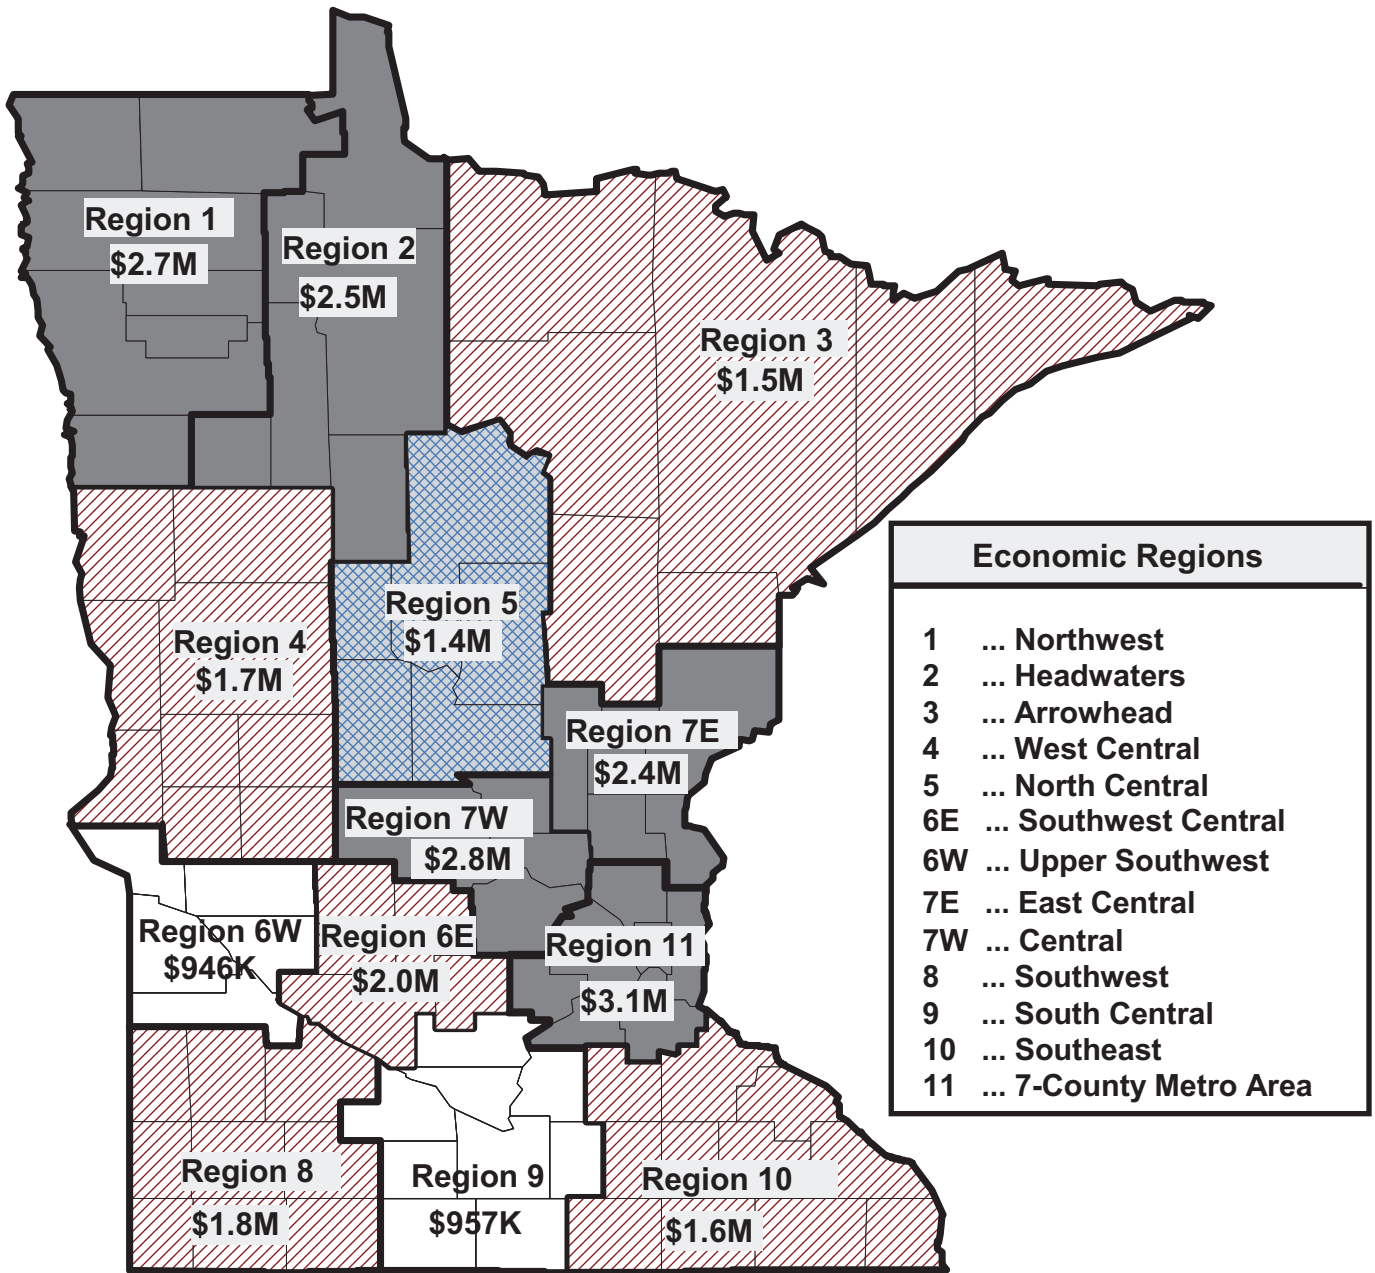 Region 1
$2.7M
Region 2
$2.5M
Region 3
$1.5M
Region 4
$1.7M
Region 5
$1.4M
Region 7E
$2.4M
Region 7W
$2.8M
Region 6W
$946K
Region 6E
$2.0M
Region 11
$3.1M
Region 8
$1.8M
Region 9
$957K
Region 10
$1.6M
Economic Regions
1 ... Northwest
2 ... Headwaters
3 ... Arrowhead
4 ... West Central
5 ... North Central
6E ... Southwest Central
6W ... Upper Southwest
7E ... East Central
7W ... Central
8 ... Southwest
9 ... South Central
10 ... Southeast
11 ... 7-County Metro Area